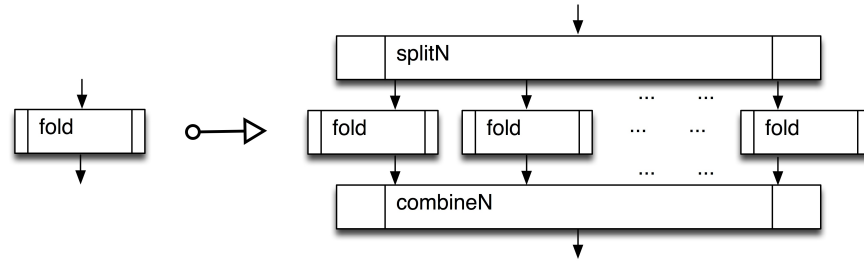 splitN
... ...
fold fold fold ... ... fold
... ...
combineN